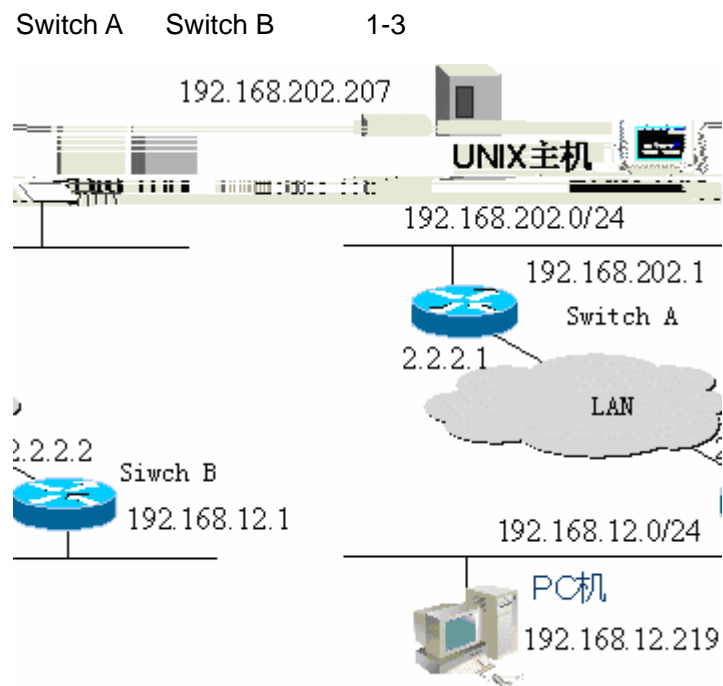 Switch A Switch B 1-3
192.168.202.207
UNIX主机
192.168.202.0/24
192.168.202.1
Switch A
2.2.2.1
LAN
2.2.2.2
Siwch B
192.168.12.1
192.168.12.0/24
PC机
192.168.12.219